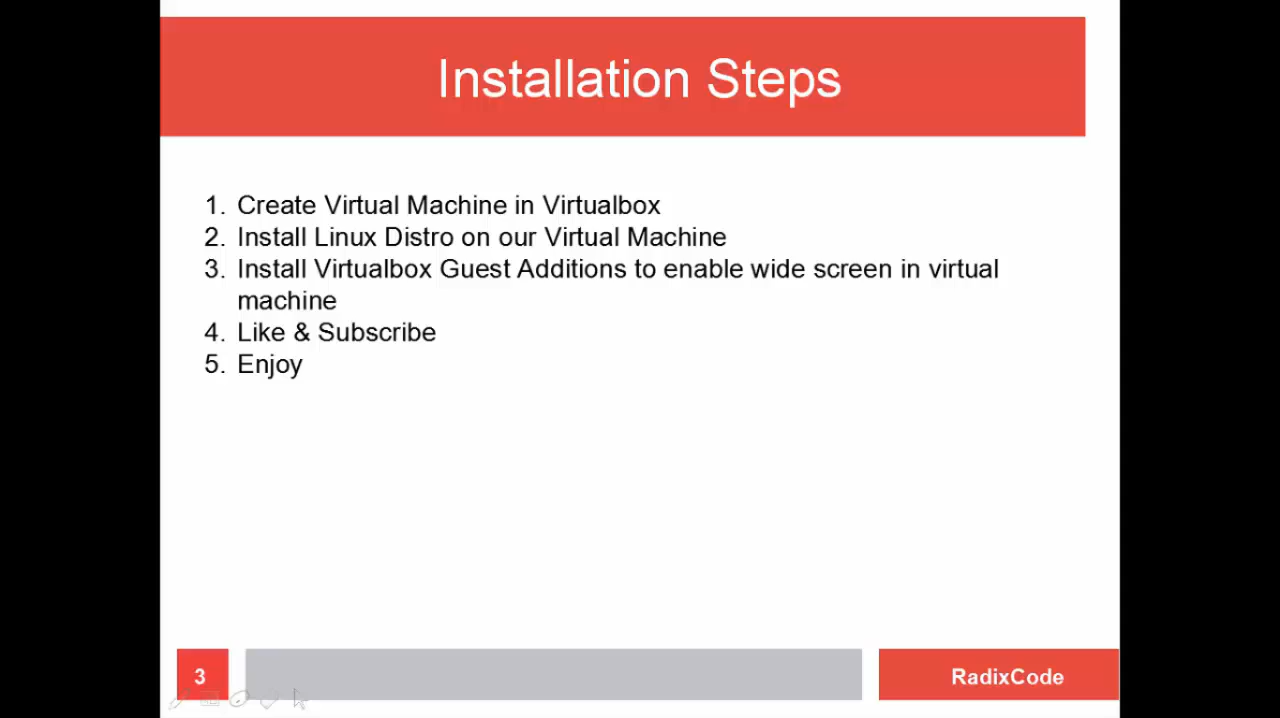 Installation Steps
1. Create Virtual Machine in Virtualbox
2. Install Linux Distro on our Virtual Machine
3. Install Virtualbox Guest Additions to enable wide screen in virtual
machine
4. Like & Subscribe
5. Enjoy
3
RadixCode